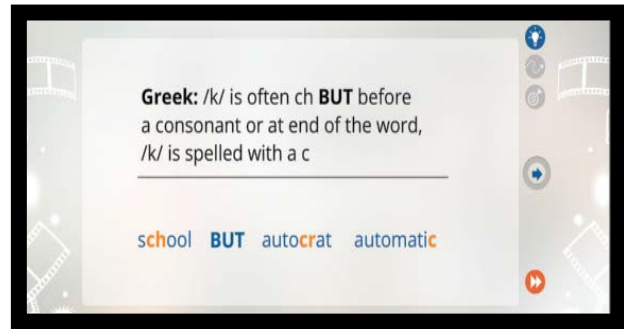 Greek: /k/ is often ch BUT before
a consonant or at end of the word,
/k/ is spelled with a c
school BUT autocrat automatic